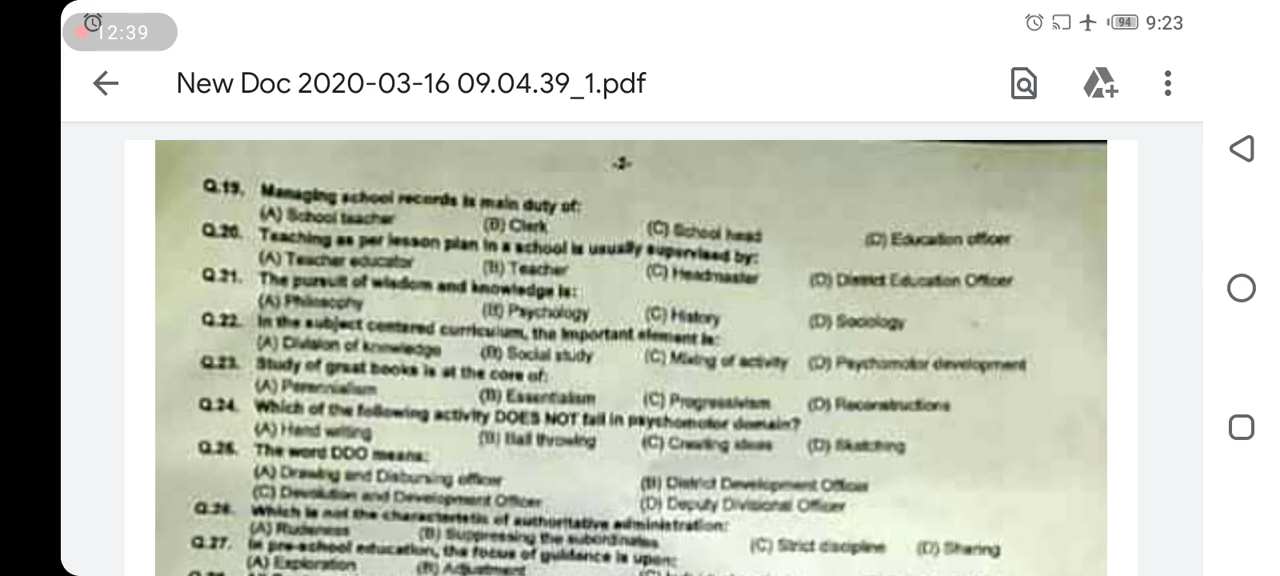 12:39
94 9:23
New Doc 2020-03-16 09.04.39_1.pdf
-2-
Q.19. Managing school records is main duty of:
(A) School teacher (B) Clerk (C) School head (D) Education officer
Q.20. Teaching as per lesson plan in a school is usually supervised by:
(A) Teacher educator (B) Teacher (C) Headmaster (D) District Education Officer
Q.21. The pursuit of wisdom and knowledge is:
(A) Philosophy (B) Psychology (C) History (D) Sociology
Q.22. In the subject centered curriculum, the important element is:
(A) Division of knowledge (B) Social study (C) Mixing of activity (D) Psychomotor development
Q.23. Study of great books is at the core of:
(A) Perennialism (B) Essentialism (C) Progressivism (D) Reconstructions
Q.24. Which of the following activity DOES NOT fall in psychomotor domain?
(A) Hand writing (B) Ball throwing (C) Creating ideas (D) Skatching
Q.25. The word DDO means:
(A) Drawing and Disbursing officer (B) District Development Officer
(C) Devolution and Development Officer (D) Deputy Divisional Officer
Q.26. Which is not the characteristis of authoritative administration:
(A) Rudeness (B) Suppressing the subordinates (C) Strict discipline (D) Sharing
Q.27. In pre-school education, the focus of guidance is upon:
(A) Exploration (B) Adjustment